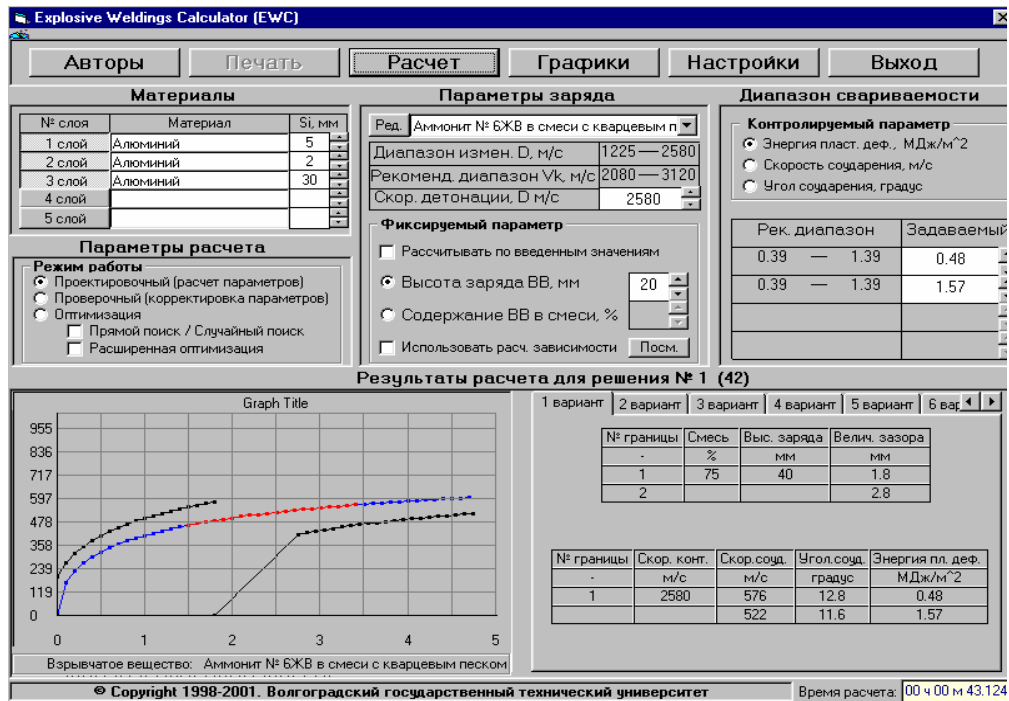 Explosive Weldings Calculator (EWC)
Авторы Печать Расчет Графики Настройки Выход
Материалы
№ слоя Материал Si, мм
1 слой Алюминий 5
2 слой Алюминий 2
3 слой Алюминий 30
4 слой
5 слой
Параметры расчета
Режим работы
Проектировочный (расчет параметров)
Проверочный (корректировка параметров)
Оптимизация
Прямой поиск / Случайный поиск
Расширенная оптимизация
Параметры заряда
Ред. Аммонит № 6ЖВ в смеси с кварцевым п
Диапазон измен. D, м/с 1225 — 2580
Рекоменд. диапазон Vk, м/с 2080 — 3120
Скор. детонации, D м/с 2580
Фиксируемый параметр
Рассчитывать по введенным значениям
Высота заряда ВВ, мм 20
Содержание ВВ в смеси, %
Использовать расч. зависимости Посм.
Диапазон свариваемости
Контролируемый параметр
Энергия пласт. деф., МДж/м^2
Скорость соударения, м/с
Угол соударения, градус
Рек. диапазон Задаваемый
0.39 — 1.39 0.48
0.39 — 1.39 1.57
Результаты расчета для решения № 1 (42)
Graph Title
955
836
717
597
478
358
239
119
0
0 1 2 3 4 5
Взрывчатое вещество: Аммонит № 6ЖВ в смеси с кварцевым песком
1 вариант 2 вариант 3 вариант 4 вариант 5 вариант 6 вар
№ границы Смесь Выс. заряда Велич. зазора
- % мм мм
1 75 40 1.8
2 2.8
№ границы Скор. конт. Скор.соуд. Угол.соуд. Энергия пл. деф.
- м/с м/с градус МДж/м^2
1 2580 576 12.8 0.48
522 11.6 1.57
© Copyright 1998-2001. Волгоградский государственный технический университет
Время расчета: 00 ч 00 м 43.124